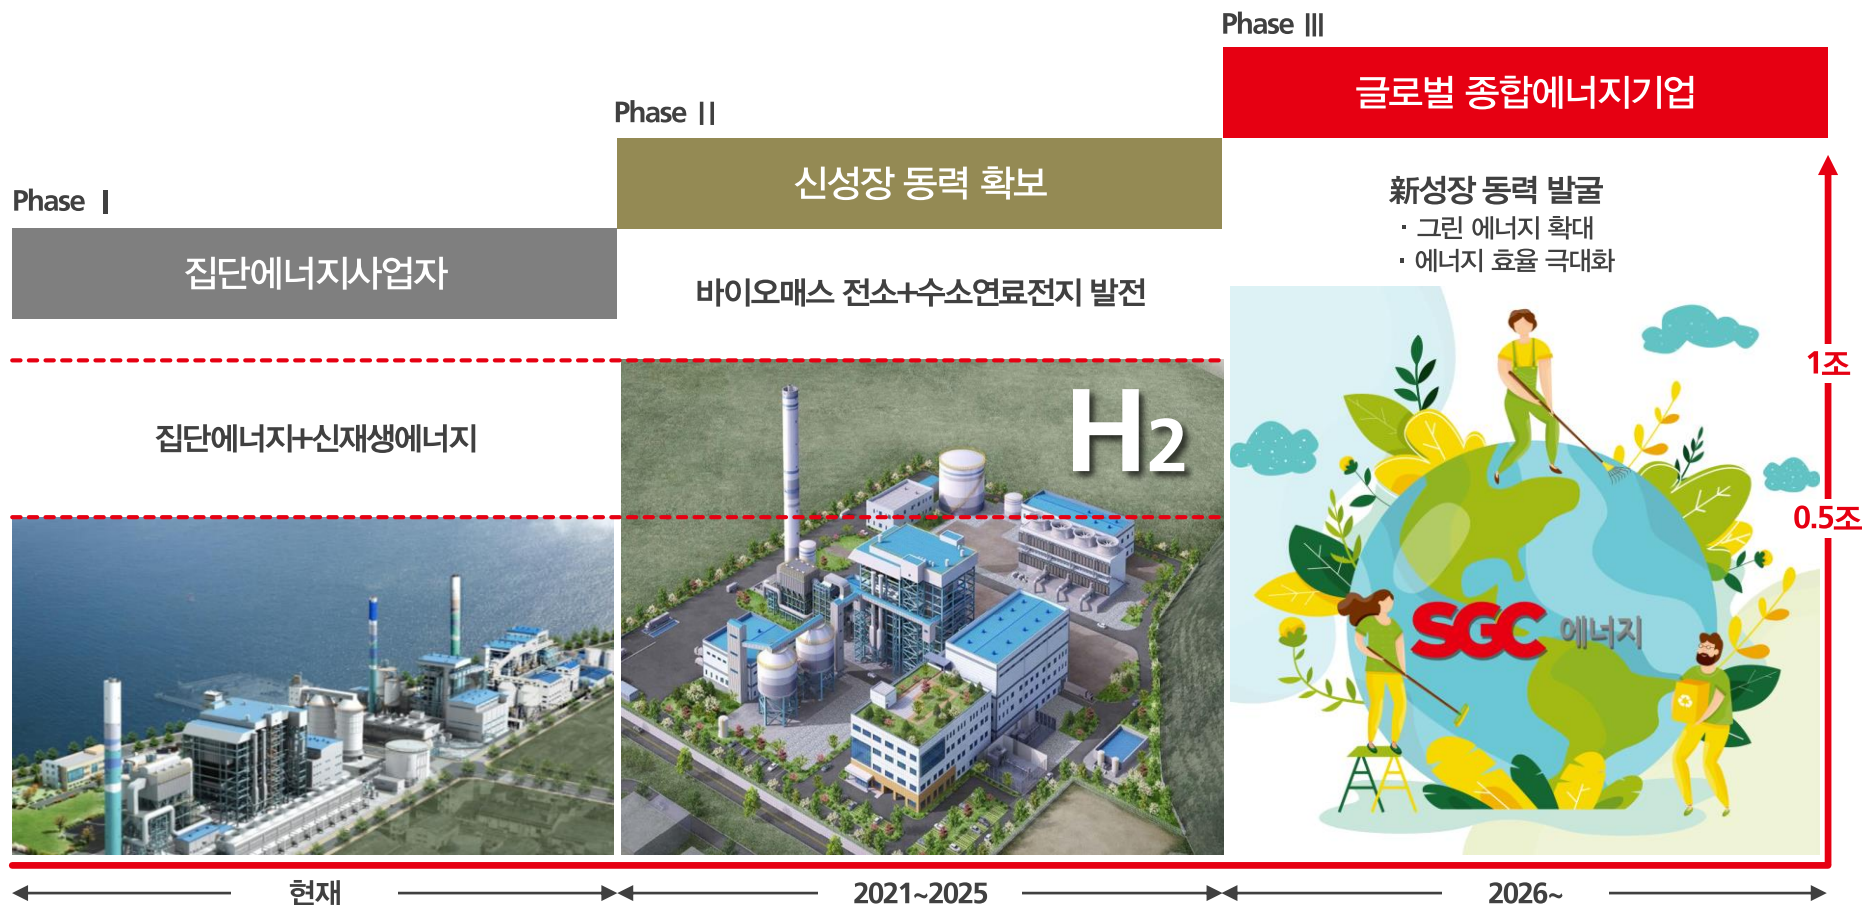 Phase Ⅰ
집단에너지사업자
집단에너지+신재생에너지
현재
Phase Ⅱ
신성장 동력 확보
바이오매스 전소+수소연료전지 발전
H2
2021~2025
Phase Ⅲ
글로벌 종합에너지기업
新성장 동력 발굴
· 그린 에너지 확대
· 에너지 효율 극대화
SGC 에너지
2026~
1조
0.5조